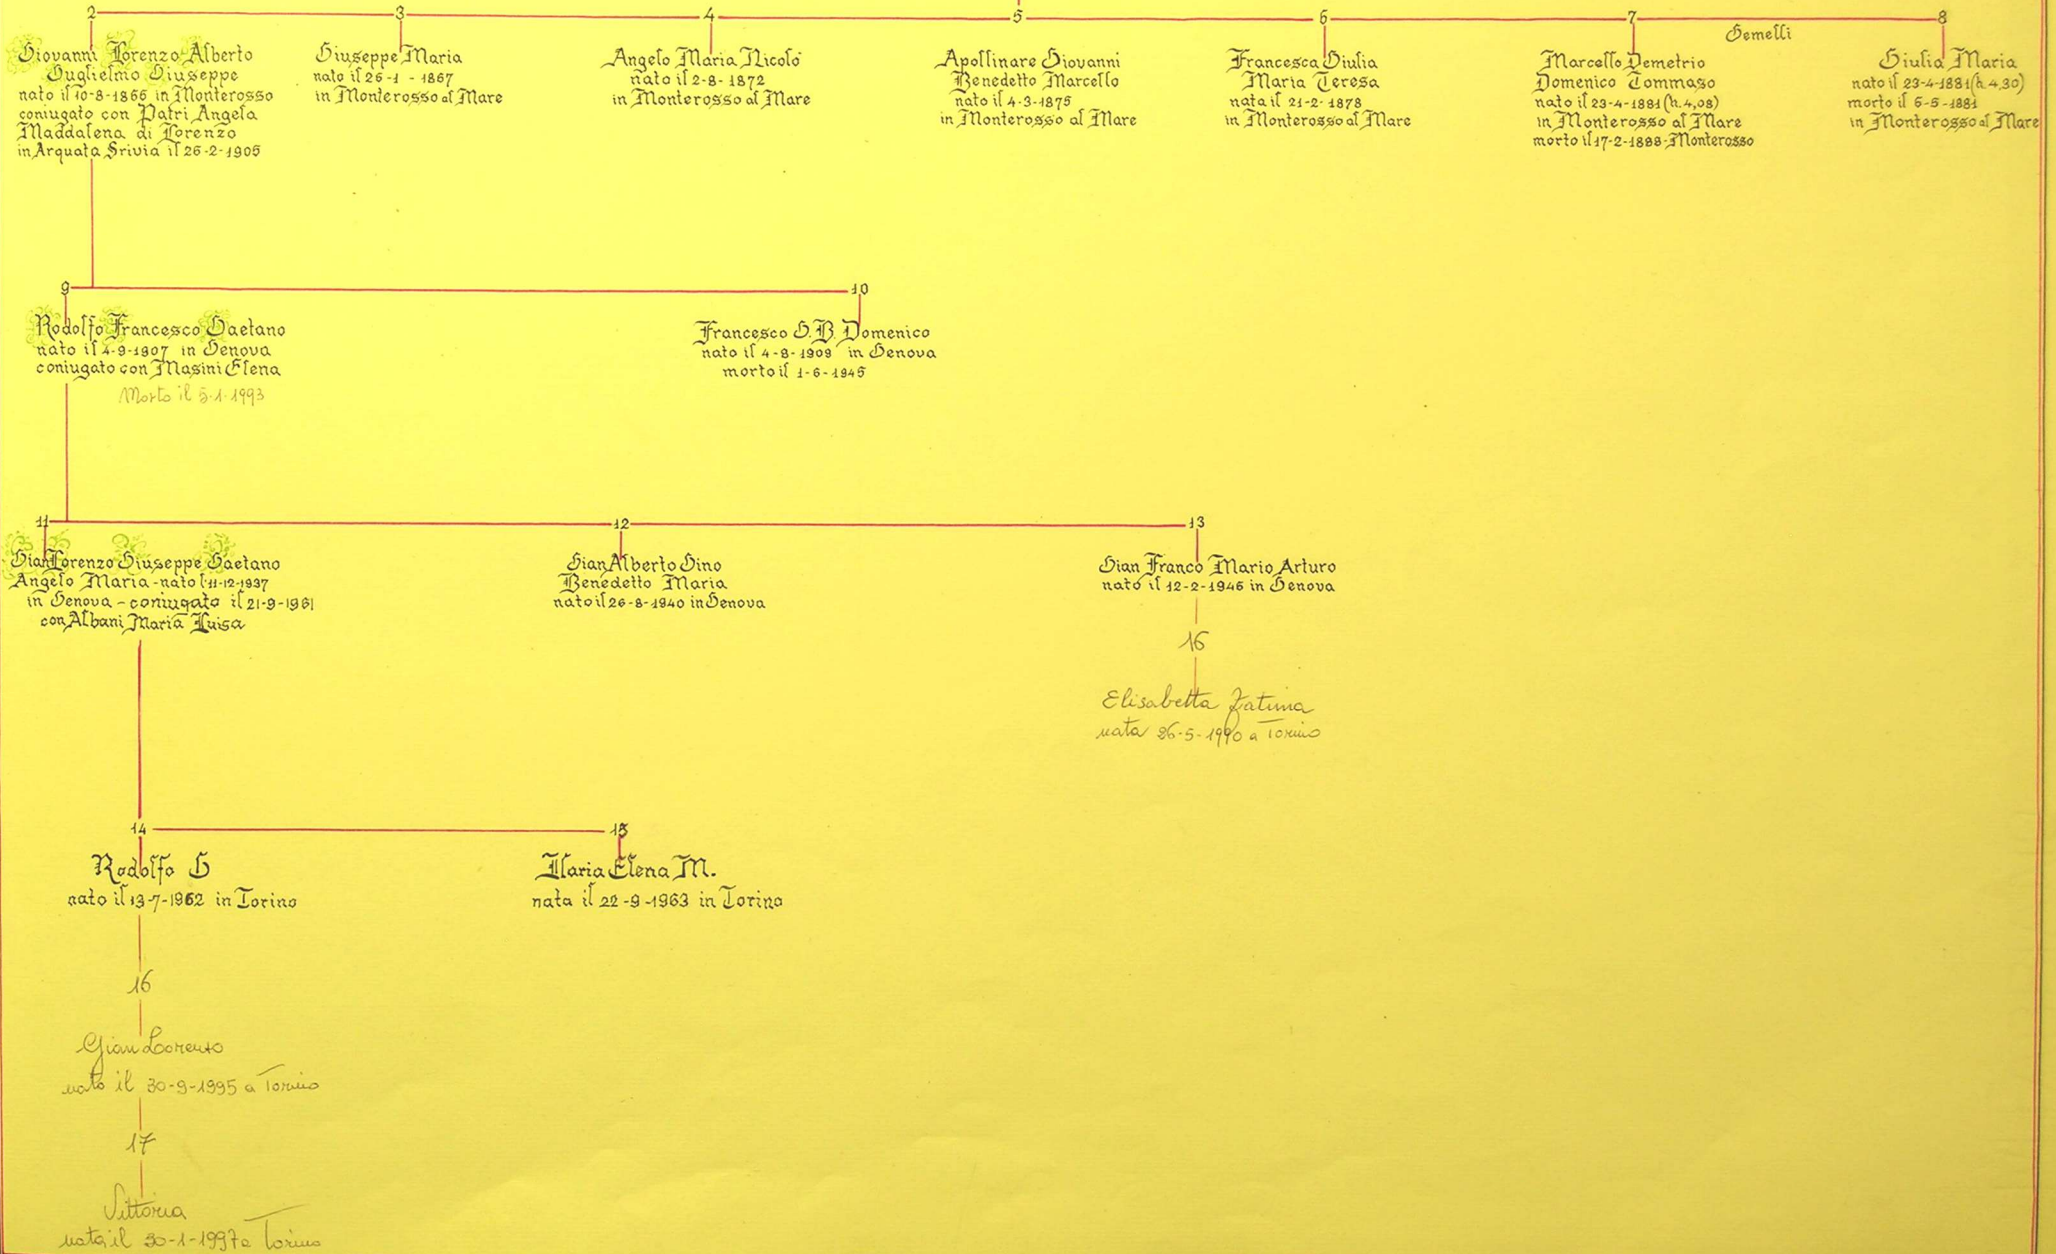 2 3 4 5 6 7 8
Gemelli
Giovanni Lorenzo Alberto
Guglielmo Giuseppe
nato il 10-8-1865 in Monterosso
coniugato con Patri Angela
Maddalena di Lorenzo
in Arquata Srivia il 26-2-1905
Giuseppe Maria
nato il 26-1-1867
in Monterosso al Mare
Angelo Maria Nicolò
nato il 2-8-1872
in Monterosso al Mare
Apollinare Giovanni
Benedetto Marcello
nato il 4-3-1875
in Monterosso al Mare
Francesca Giulia
Maria Teresa
nata il 21-2-1878
in Monterosso al Mare
Marcello Demetrio
Domenico Tommaso
nato il 23-4-1881 (h.4,08)
in Monterosso al Mare
morto il 17-2-1888-Monterosso
Giulia Maria
nato il 23-4-1881 (h.4,30)
morto il 6-5-1881
in Monterosso al Mare
9 10
Rodolfo Francesco Gaetano
nato il 4-9-1907 in Genova
coniugato con Masini Elena
Morto il 5-1-1993
Francesco G.B. Domenico
nato il 4-8-1909 in Genova
morto il 1-6-1945
11 12 13
Gian Lorenzo Giuseppe Gaetano
Angelo Maria - nato l'11-12-1937
in Genova - coniugato il 21-9-1961
con Albani Maria Luisa
Gian Alberto Gino
Benedetto Maria
nato il 26-8-1940 in Genova
Gian Franco Mario Arturo
nato il 12-2-1946 in Genova
16
Elisabetta Fatima
nata 26-5-1990 a Torino
14 15
Rodolfo G
nato il 13-7-1962 in Torino
Ilaria Elena M.
nata il 22-9-1963 in Torino
16
Gian Lorenzo
nato il 30-9-1995 a Torino
17
Vittoria
nata il 30-1-1997 a Torino